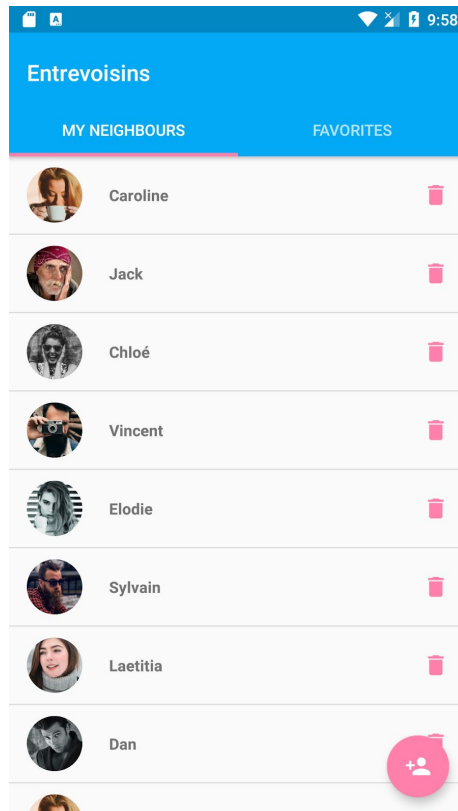 9:58
Entrevoisins
MY NEIGHBOURS FAVORITES
Caroline
Jack
Chloé
Vincent
Elodie
Sylvain
Laetitia
Dan